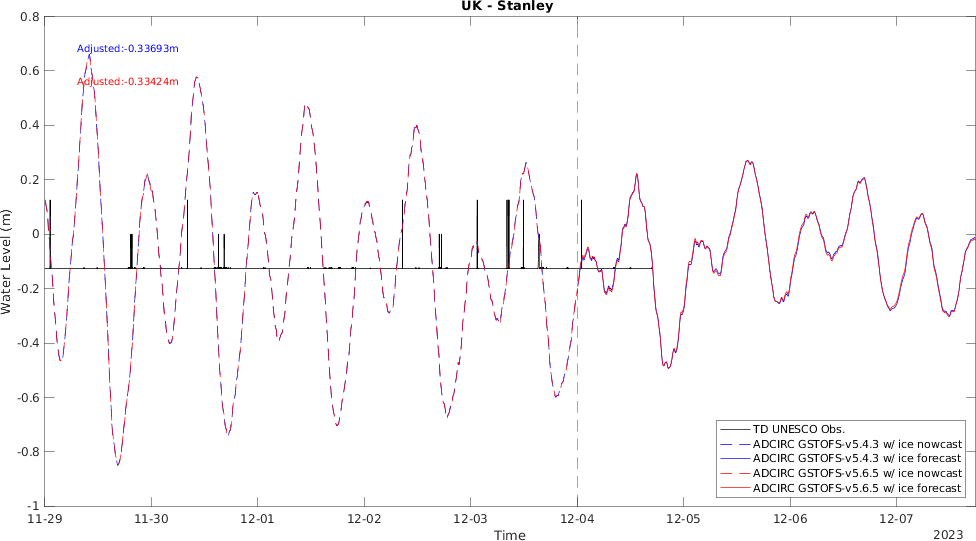 UK - Stanley
Adjusted:-0.33693m
Adjusted:-0.33424m
Water Level (m)
0.8
0.6
0.4
0.2
0
-0.2
-0.4
-0.6
-0.8
-1
TD UNESCO Obs.
ADCIRC GSTOFS-v5.4.3 w/ ice nowcast
ADCIRC GSTOFS-v5.4.3 w/ ice forecast
ADCIRC GSTOFS-v5.6.5 w/ ice nowcast
ADCIRC GSTOFS-v5.6.5 w/ ice forecast
11-29 11-30 12-01 12-02 12-03 12-04 12-05 12-06 12-07
Time
2023